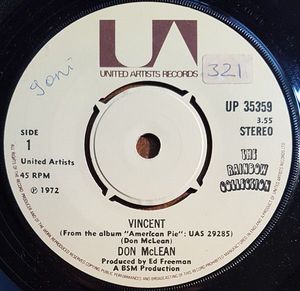 UA
Toni
UNITED ARTISTS RECORDS
321
UP 35359
3.55
STEREO
SIDE
1
United Artists
45 RPM
℗ 1972
THE
RAINBOW
COLLECTION
VINCENT
(From the album "American Pie": UAS 29285)
(Don McLean)
DON McLEAN
Produced by Ed Freeman
A BSM Production